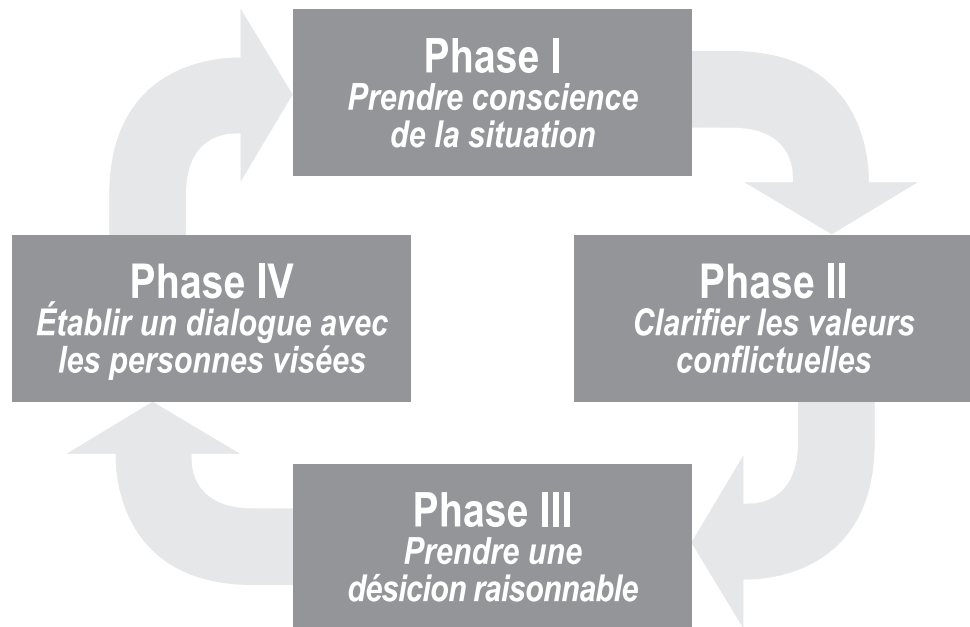 Phase I
Prendre conscience
de la situation
Phase II
Clarifier les valeurs
conflictuelles
Phase III
Prendre une
désicion raisonnable
Phase IV
Établir un dialogue avec
les personnes visées